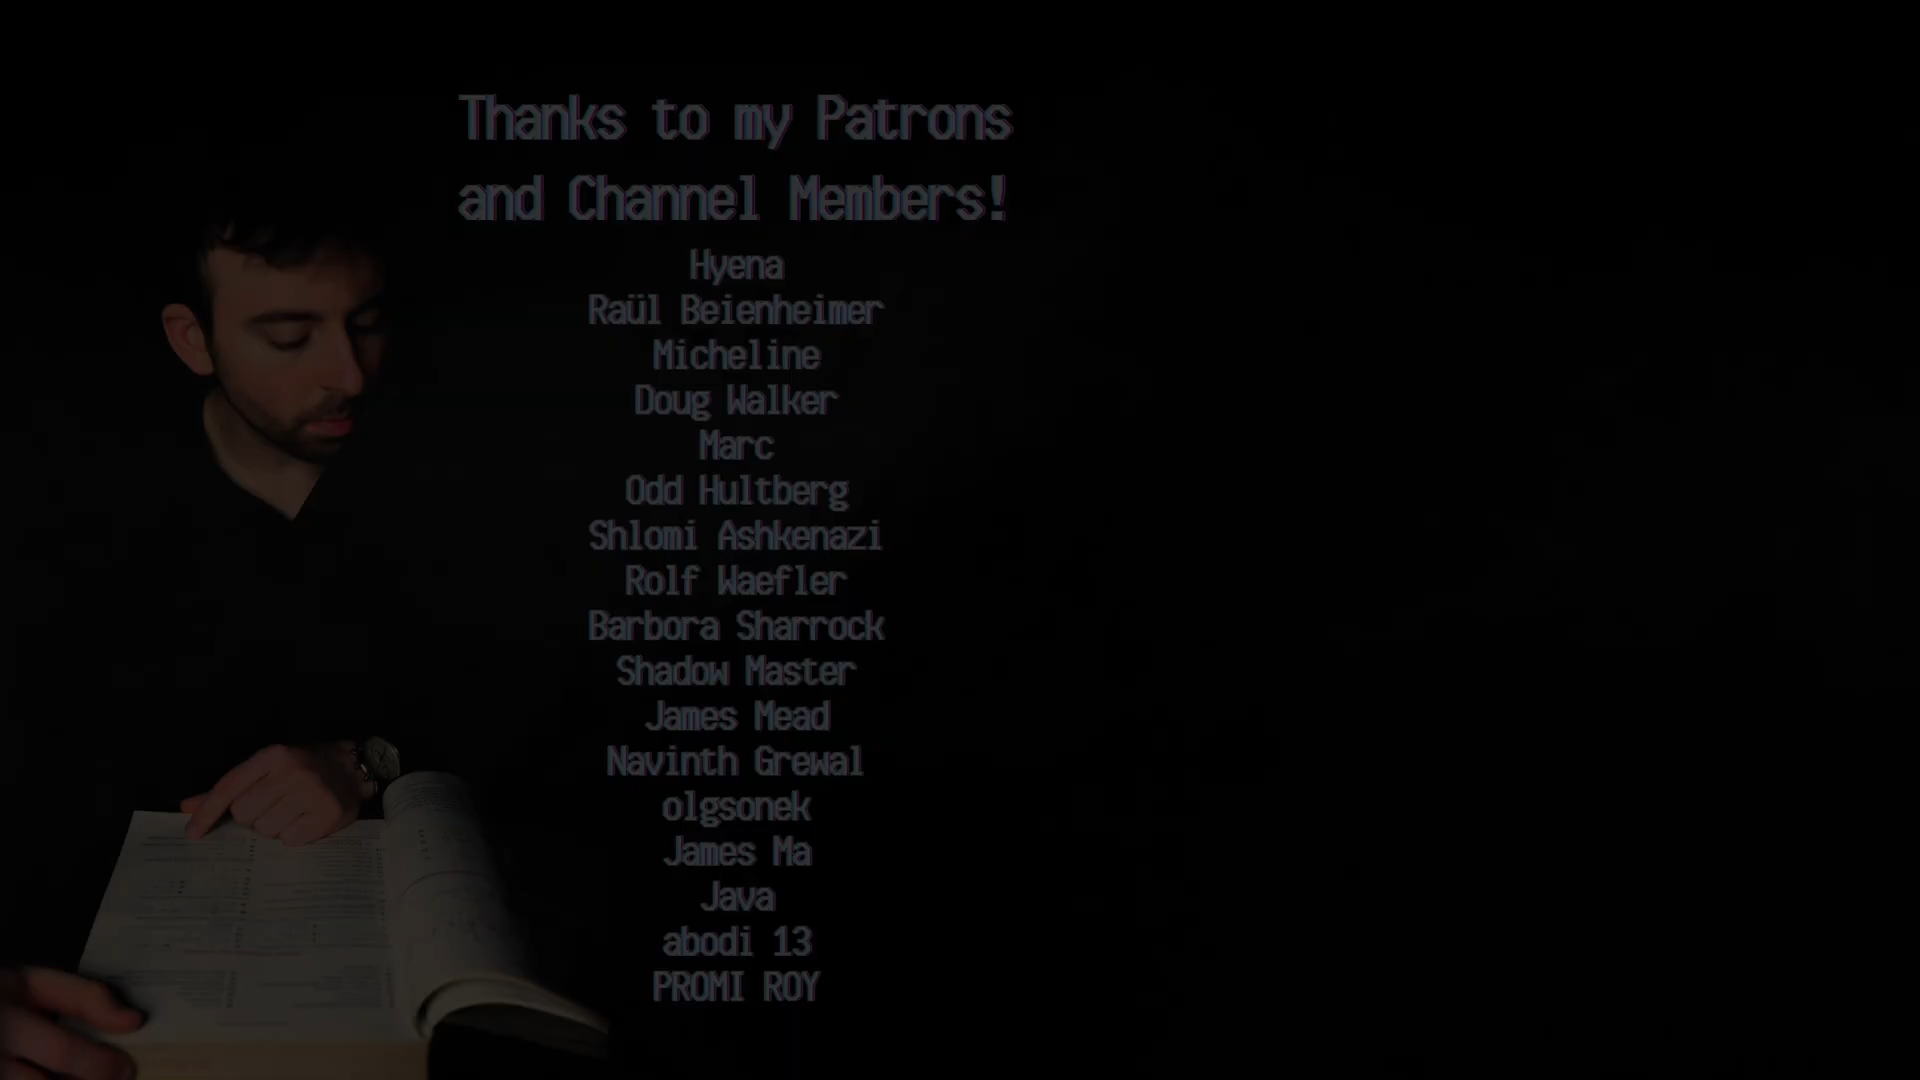 Thanks to my Patrons
and Channel Members!
Hyena
Raül Beienheimer
Micheline
Doug Walker
Marc
Odd Hultberg
Shlomi Ashkenazi
Rolf Waefler
Barbora Sharrock
Shadow Master
James Mead
Navinth Grewal
olgsonek
James Ma
Java
abodi 13
PROMI ROY